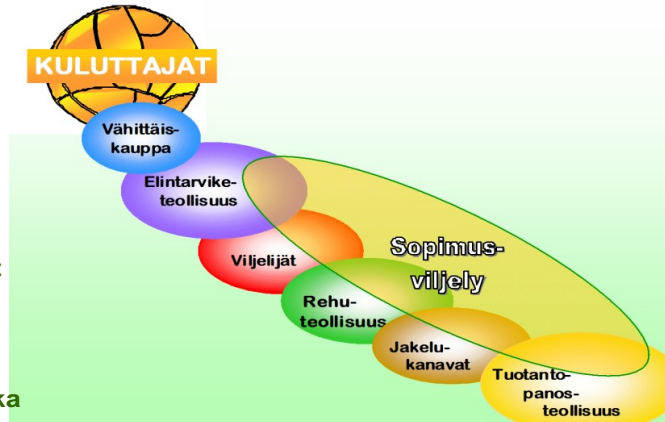 KULUTTAJAT
Vähittäis-
kauppa
Elintarvike-
teollisuus
Viljelijät
Sopimus-
viljely
Rehu-
teollisuus
Jakelu-
kanavat
Tuotanto-
panos-
teollisuus